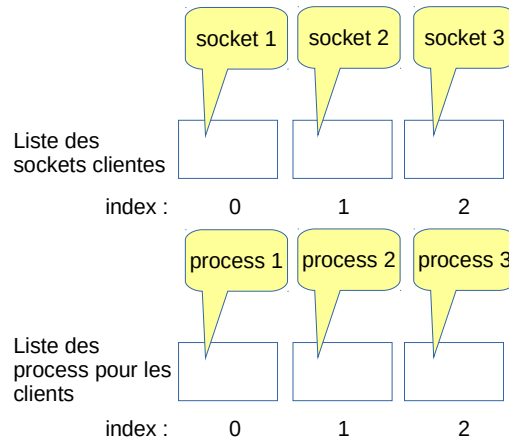 socket 1 socket 2 socket 3
Liste des
sockets clientes
index : 0 1 2
process 1 process 2 process 3
Liste des
process pour les
clients
index : 0 1 2